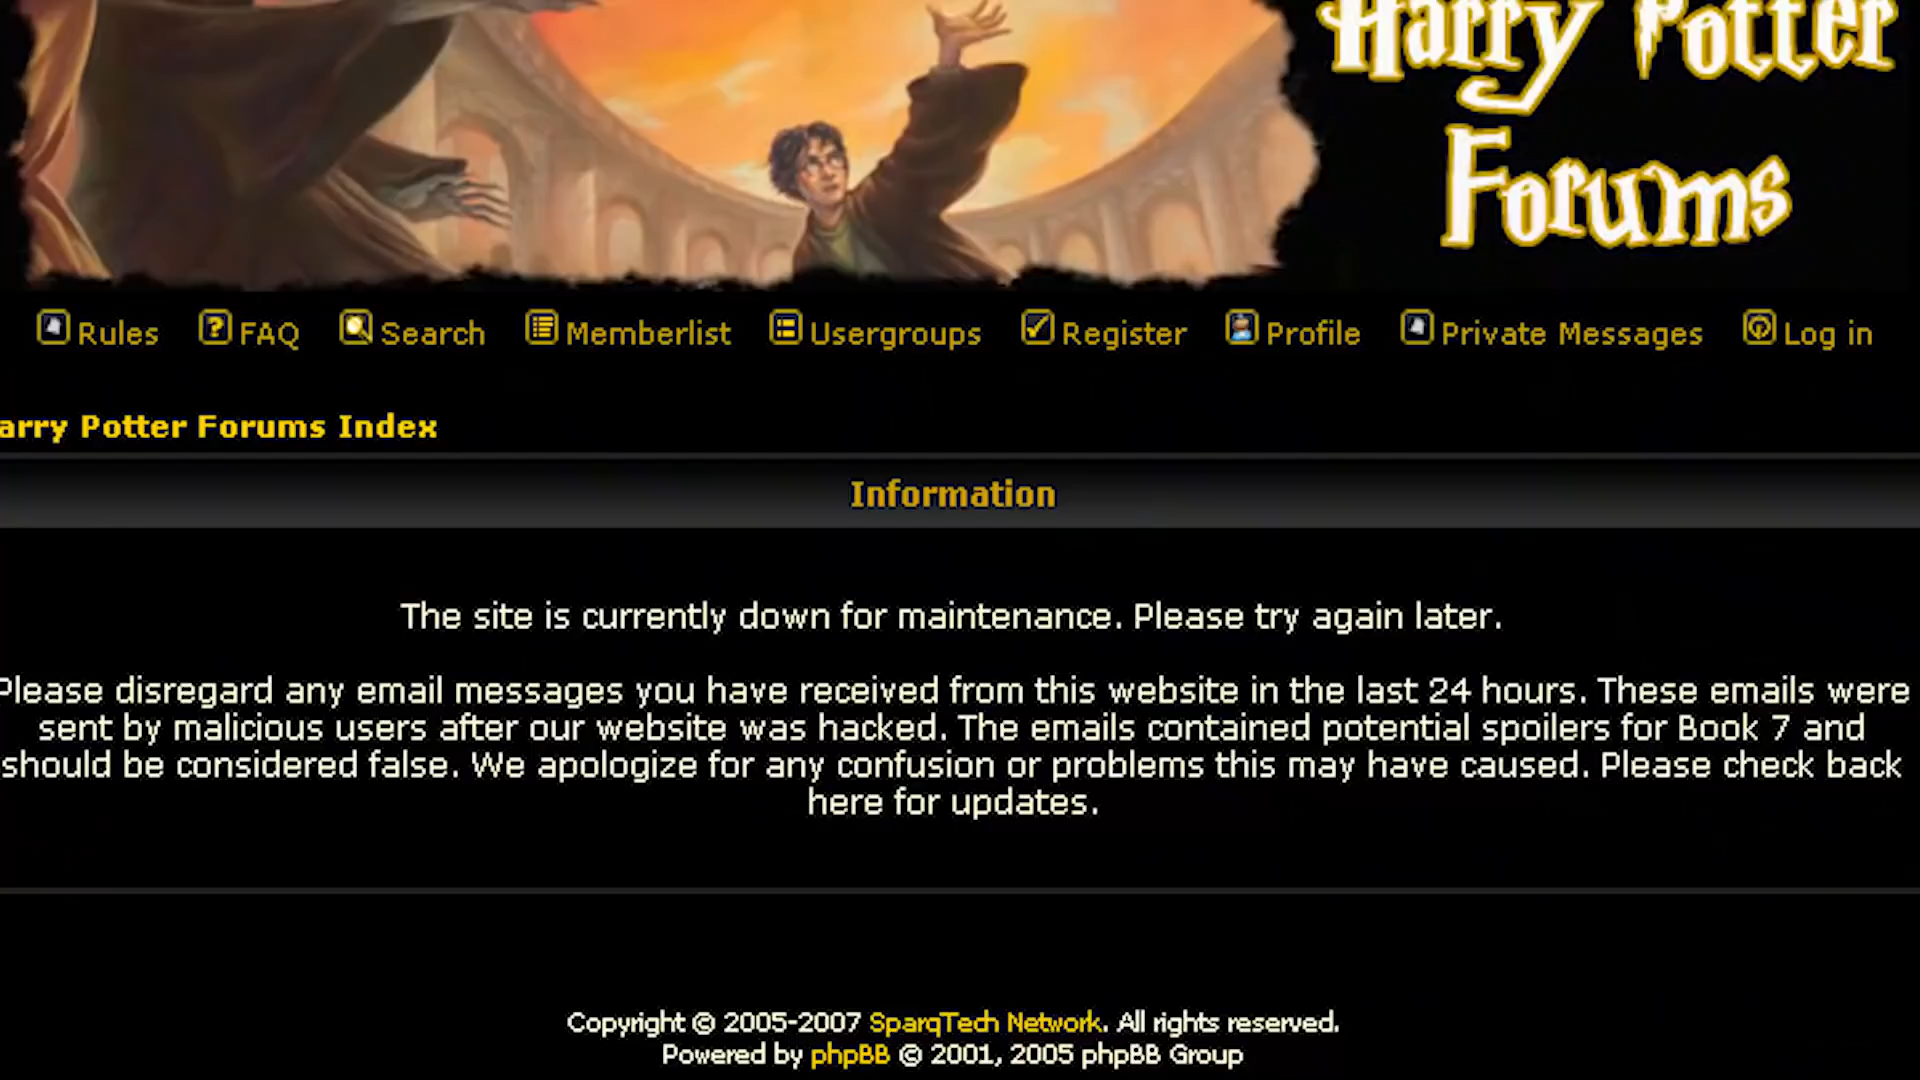 Harry Potter
Forums
Rules FAQ Search Memberlist Usergroups Register Profile Private Messages Log in
arry Potter Forums Index
Information
The site is currently down for maintenance. Please try again later.
Please disregard any email messages you have received from this website in the last 24 hours. These emails were
sent by malicious users after our website was hacked. The emails contained potential spoilers for Book 7 and
should be considered false. We apologize for any confusion or problems this may have caused. Please check back
here for updates.
Copyright © 2005-2007 SparqTech Network. All rights reserved.
Powered by phpBB © 2001, 2005 phpBB Group